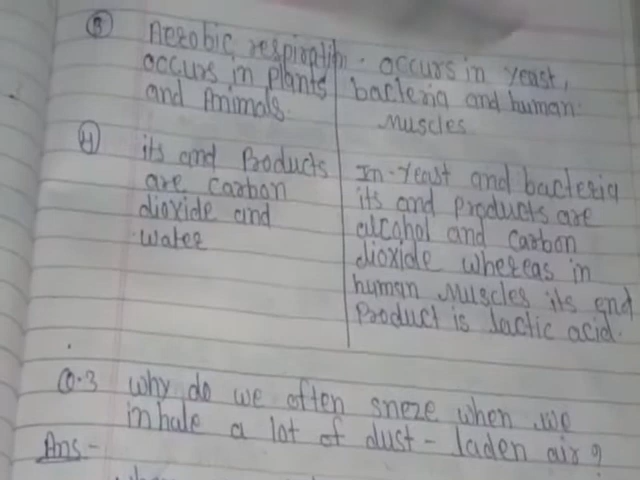 ③ Aerobic respiration
occurs in plants
and Animals.
occurs in yeast,
bacteria and human
Muscles
④ its and Products
are carbon
dioxide and
water
In-yeast and bacteria
its and products are
alcohol and carbon
dioxide whereas in
human Muscles its end
Product is lactic acid.
Q.3 why do we often sneze when we
inhale a lot of dust-laden air?
Ans-